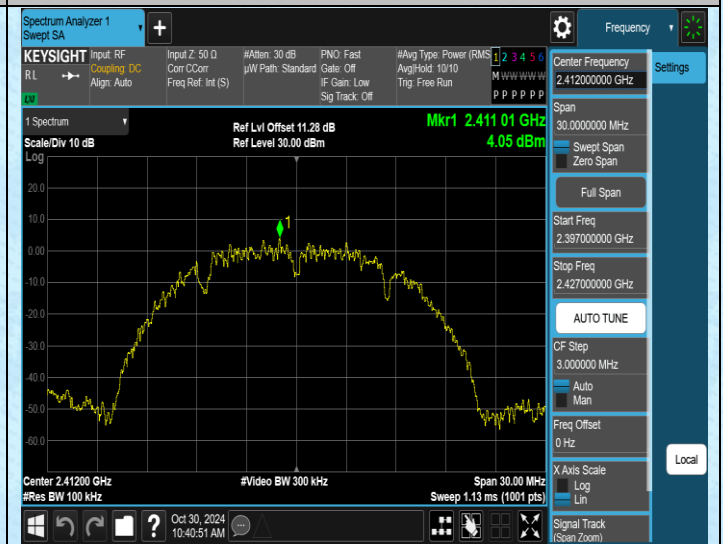 Spectrum Analyzer 1
Swept SA
Frequency
KEYSIGHT
RL
LXI
Input: RF
Coupling: DC
Align: Auto
Input Z: 50 Ω
Corr CCorr
Freq Ref: Int (S)
#Atten: 30 dB
µW Path: Standard
PNO: Fast
Gate: Off
IF Gain: Low
Sig Track: Off
#Avg Type: Power (RMS
Avg|Hold: 10/10
Trig: Free Run
1 2 3 4 5 6
M W W W W W
P P P P P P
1 Spectrum
Scale/Div 10 dB
Ref Lvl Offset 11.28 dB
Ref Level 30.00 dBm
Mkr1 2.411 01 GHz
4.05 dBm
Log
20.0
10.0
0.00
-10.0
-20.0
-30.0
-40.0
-50.0
-60.0
1
Center 2.41200 GHz
#Res BW 100 kHz
#Video BW 300 kHz
Span 30.00 MHz
Sweep 1.13 ms (1001 pts)
Oct 30, 2024
10:40:51 AM
Center Frequency
2.412000000 GHz
Span
30.0000000 MHz
Swept Span
Zero Span
Full Span
Start Freq
2.397000000 GHz
Stop Freq
2.427000000 GHz
AUTO TUNE
CF Step
3.000000 MHz
Auto
Man
Freq Offset
0 Hz
X Axis Scale
Log
Lin
Signal Track
(Span Zoom)
Settings
Local